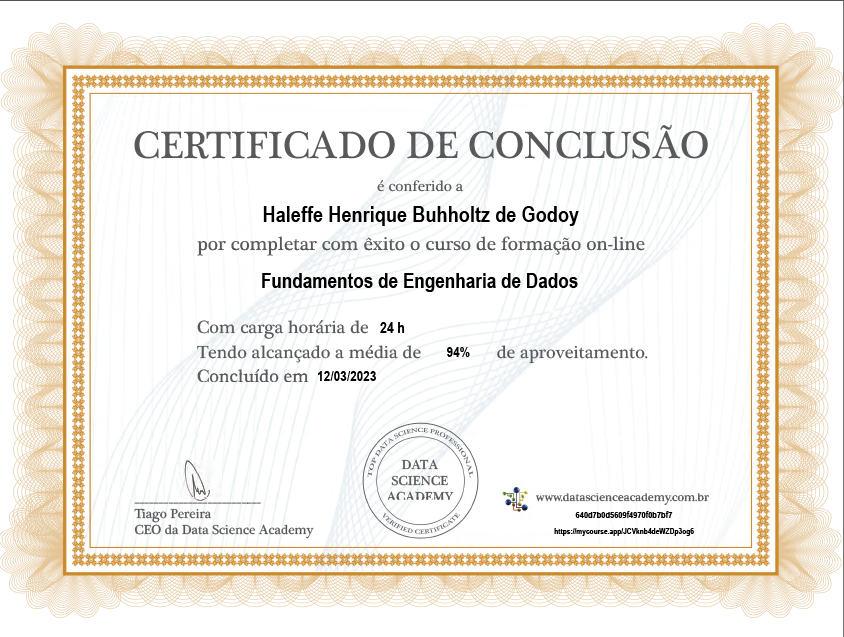 CERTIFICADO DE CONCLUSÃO
é conferido a
Haleffe Henrique Buhholtz de Godoy
por completar com êxito o curso de formação on-line
Fundamentos de Engenharia de Dados
Com carga horária de 24 h
Tendo alcançado a média de 94% de aproveitamento.
Concluído em 12/03/2023
TOP DATA SCIENCE PROFESSIONAL
DATA
SCIENCE
ACADEMY
VERIFIED CERTIFICATE
Tiago Pereira
CEO da Data Science Academy
www.datascienceacademy.com.br
640d7b0d5609f4970f0b7bf7
https://mycourse.app/JCVknb4deWZDp3og6